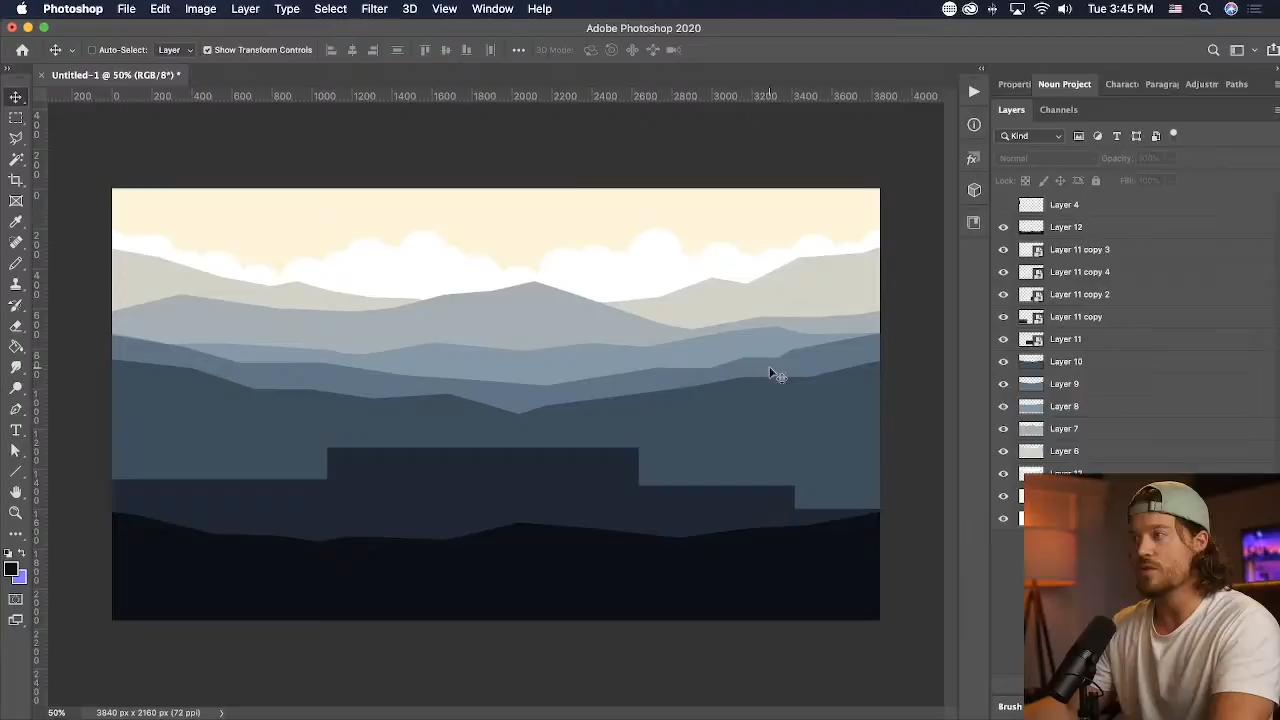 Photoshop File Edit Image Layer Type Select Filter 3D View Window Help Tue 3:45 PM
Adobe Photoshop 2020
Auto-Select: Layer Show Transform Controls 3D Mode:
Untitled-1 @ 50% (RGB/8*) *
Properti Noun Project Charact Paragra Adjustm Paths
200 0 200 400 600 800 1000 1200 1400 1600 1800 2000 2200 2400 2600 2800 3000 3200 3400 3600 3800 4000
Layers Channels
Kind
Normal Opacity: 100%
Lock: Fill: 100%
Layer 4
Layer 12
Layer 11 copy 3
Layer 11 copy 4
Layer 11 copy 2
Layer 11 copy
Layer 11
Layer 10
Layer 9
Layer 8
Layer 7
Layer 6
Brush
50% 3840 px x 2160 px (72 ppi)